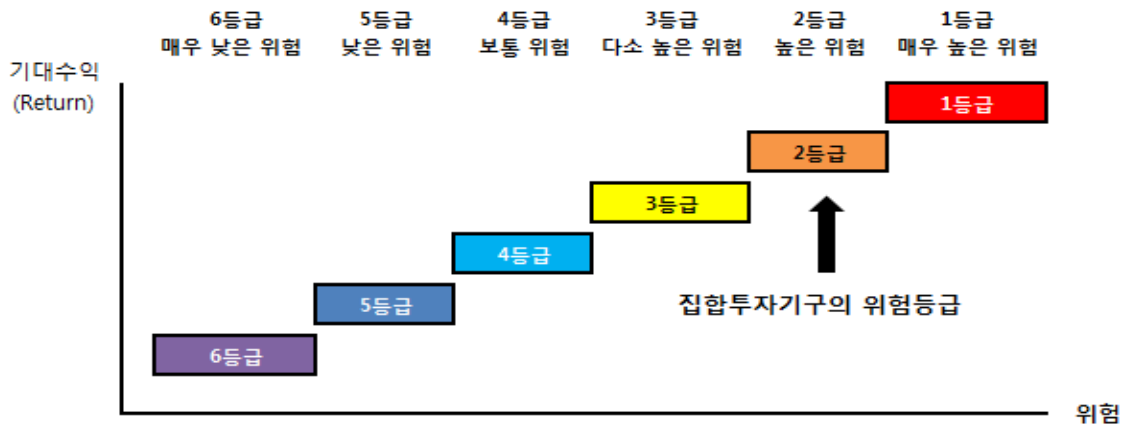 6등급 5등급 4등급 3등급 2등급 1등급
매우 낮은 위험 낮은 위험 보통 위험 다소 높은 위험 높은 위험 매우 높은 위험
기대수익
(Return)
1등급
2등급
3등급
4등급
5등급
집합투자기구의 위험등급
6등급
위험